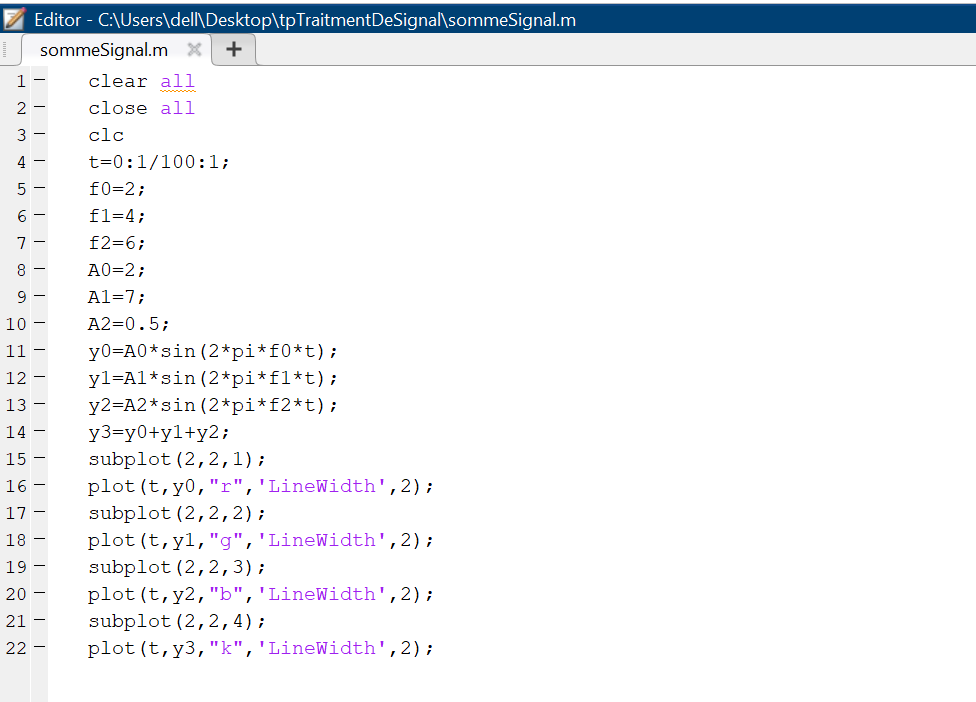 Editor - C:\Users\dell\Desktop\tpTraitmentDeSignal\sommeSignal.m
sommeSignal.m
1 clear all
2 close all
3 clc
4 t=0:1/100:1;
5 f0=2;
6 f1=4;
7 f2=6;
8 A0=2;
9 A1=7;
10 A2=0.5;
11 y0=A0*sin(2*pi*f0*t);
12 y1=A1*sin(2*pi*f1*t);
13 y2=A2*sin(2*pi*f2*t);
14 y3=y0+y1+y2;
15 subplot(2,2,1);
16 plot(t,y0,"r",'LineWidth',2);
17 subplot(2,2,2);
18 plot(t,y1,"g",'LineWidth',2);
19 subplot(2,2,3);
20 plot(t,y2,"b",'LineWidth',2);
21 subplot(2,2,4);
22 plot(t,y3,"k",'LineWidth',2);